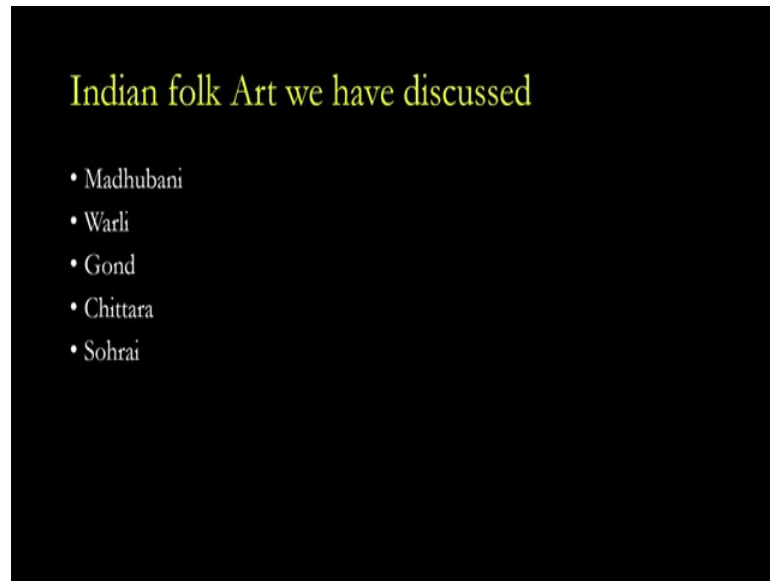 Indian folk Art we have discussed
• Madhubani
• Warli
• Gond
• Chittara
• Sohrai